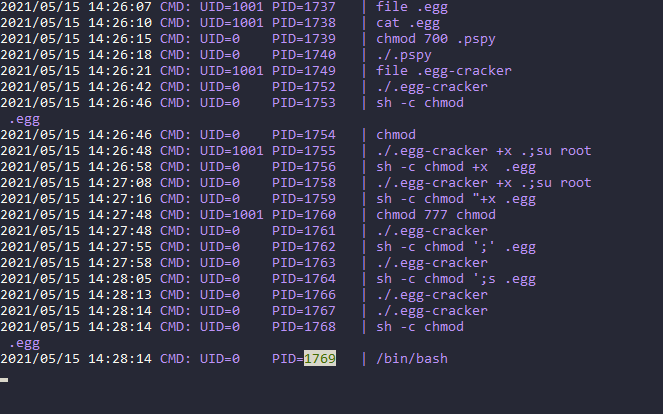 2021/05/15 14:26:07 CMD: UID=1001 PID=1737   | file .egg
2021/05/15 14:26:10 CMD: UID=1001 PID=1738   | cat .egg
2021/05/15 14:26:15 CMD: UID=0    PID=1739   | chmod 700 .pspy
2021/05/15 14:26:18 CMD: UID=0    PID=1740   | ./.pspy
2021/05/15 14:26:21 CMD: UID=1001 PID=1749   | file .egg-cracker
2021/05/15 14:26:42 CMD: UID=0    PID=1752   | ./.egg-cracker
2021/05/15 14:26:46 CMD: UID=0    PID=1753   | sh -c chmod
 .egg
2021/05/15 14:26:46 CMD: UID=0    PID=1754   | chmod
2021/05/15 14:26:48 CMD: UID=1001 PID=1755   | ./.egg-cracker +x .;su root
2021/05/15 14:26:58 CMD: UID=0    PID=1756   | sh -c chmod +x  .egg
2021/05/15 14:27:08 CMD: UID=0    PID=1758   | ./.egg-cracker +x .;su root
2021/05/15 14:27:16 CMD: UID=0    PID=1759   | sh -c chmod "+x .egg
2021/05/15 14:27:48 CMD: UID=1001 PID=1760   | chmod 777 chmod
2021/05/15 14:27:48 CMD: UID=0    PID=1761   | ./.egg-cracker
2021/05/15 14:27:55 CMD: UID=0    PID=1762   | sh -c chmod ';' .egg
2021/05/15 14:27:58 CMD: UID=0    PID=1763   | ./.egg-cracker
2021/05/15 14:28:05 CMD: UID=0    PID=1764   | sh -c chmod ';s .egg
2021/05/15 14:28:13 CMD: UID=0    PID=1766   | ./.egg-cracker
2021/05/15 14:28:14 CMD: UID=0    PID=1767   | ./.egg-cracker
2021/05/15 14:28:14 CMD: UID=0    PID=1768   | sh -c chmod
 .egg
2021/05/15 14:28:14 CMD: UID=0    PID=1769   | /bin/bash